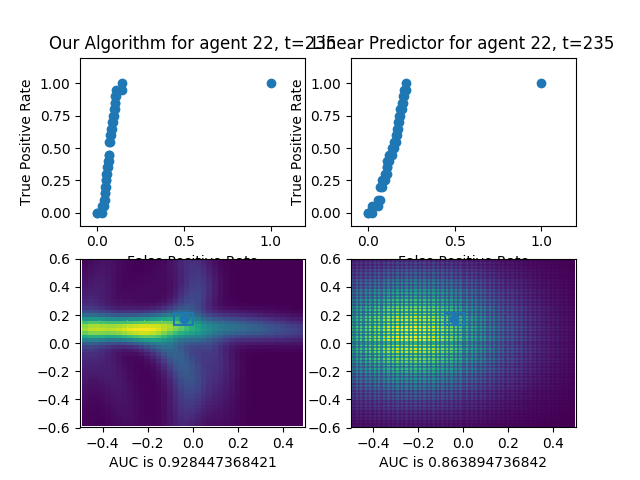 Our Algorithm for agent 22, t=235
Linear Predictor for agent 22, t=235
True Positive Rate
1.00
0.75
0.50
0.25
0.00
0.0 0.5 1.0
False Positive Rate
True Positive Rate
1.00
0.75
0.50
0.25
0.00
0.0 0.5 1.0
False Positive Rate
0.6
0.4
0.2
0.0
−0.2
−0.4
−0.6
−0.4 −0.2 0.0 0.2 0.4
AUC is 0.928447368421
0.6
0.4
0.2
0.0
−0.2
−0.4
−0.6
−0.4 −0.2 0.0 0.2 0.4
AUC is 0.863894736842